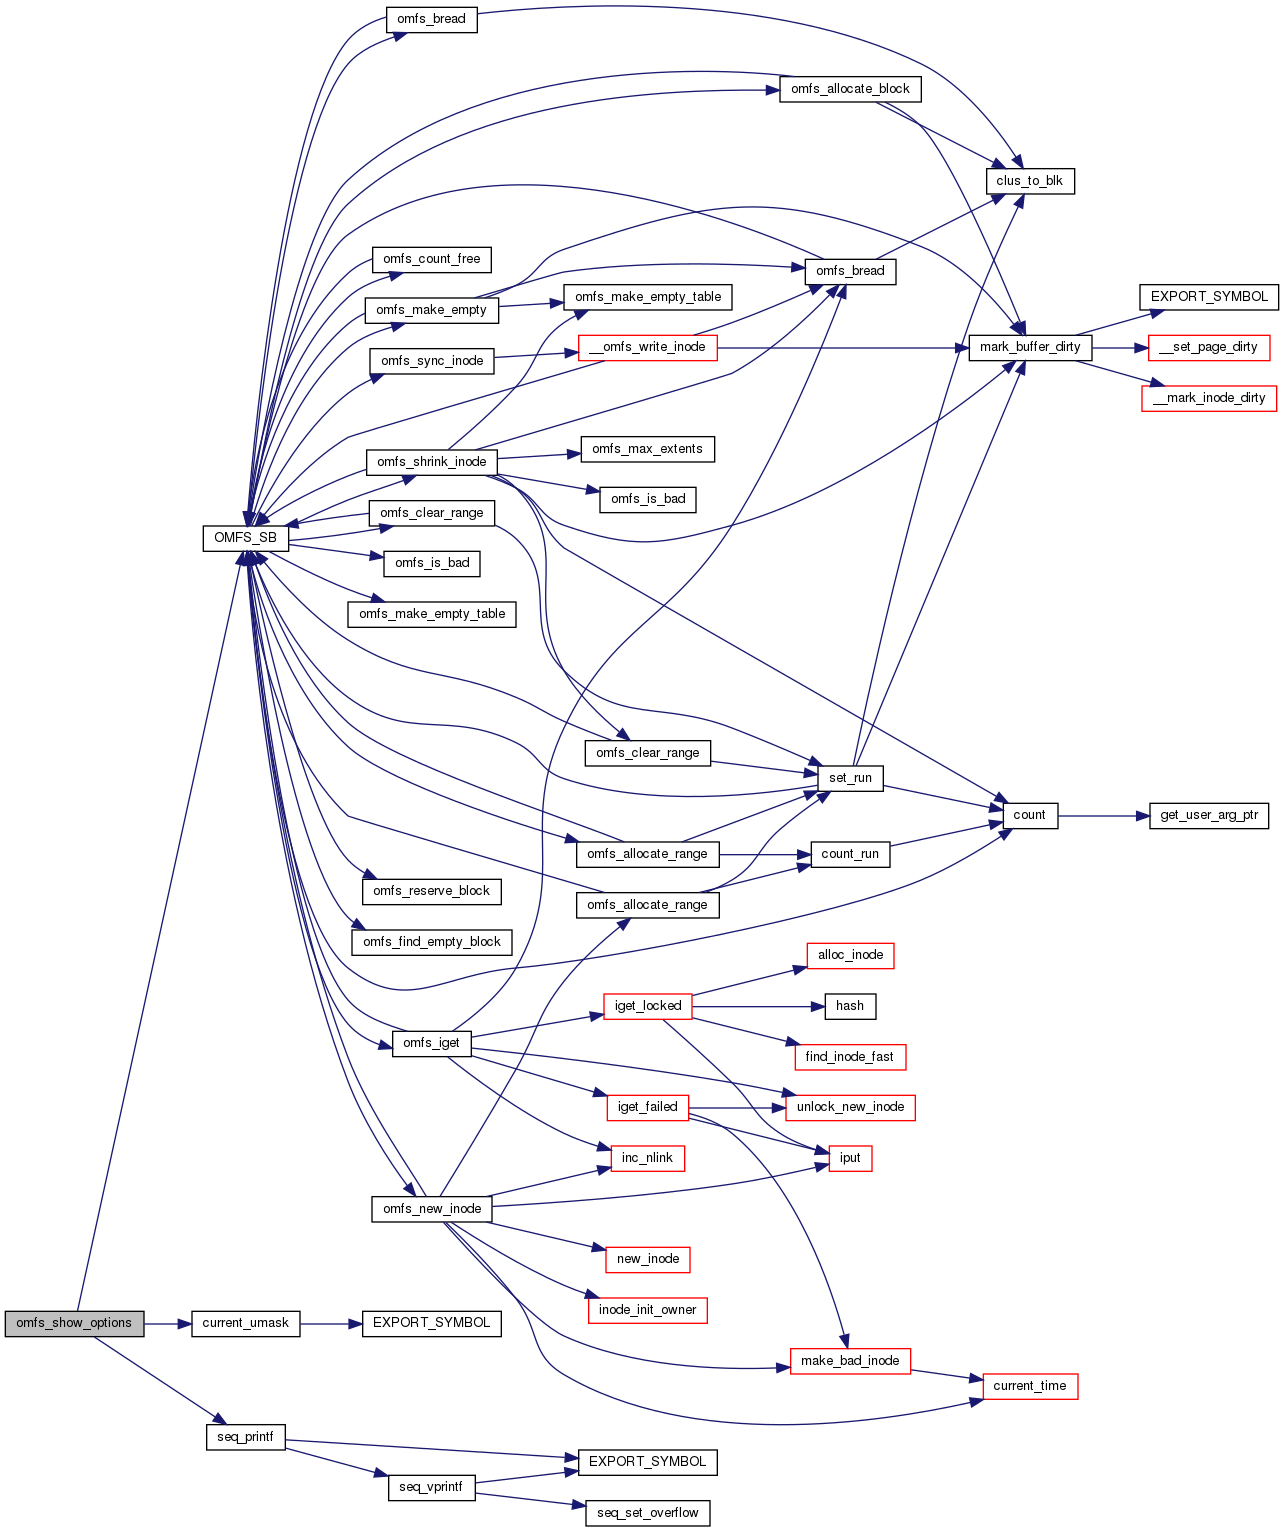 omfs_bread
omfs_allocate_block
clus_to_blk
omfs_count_free
omfs_bread
omfs_make_empty_table
EXPORT_SYMBOL
omfs_make_empty
omfs_sync_inode
__omfs_write_inode
mark_buffer_dirty
__set_page_dirty
__mark_inode_dirty
omfs_max_extents
omfs_shrink_inode
omfs_is_bad
omfs_clear_range
OMFS_SB
omfs_is_bad
omfs_make_empty_table
omfs_clear_range
set_run
count
get_user_arg_ptr
omfs_allocate_range
count_run
omfs_reserve_block
omfs_allocate_range
omfs_find_empty_block
alloc_inode
iget_locked
hash
omfs_iget
find_inode_fast
iget_failed
unlock_new_inode
inc_nlink
iput
omfs_new_inode
new_inode
inode_init_owner
omfs_show_options
current_umask
EXPORT_SYMBOL
make_bad_inode
current_time
seq_printf
EXPORT_SYMBOL
seq_vprintf
seq_set_overflow